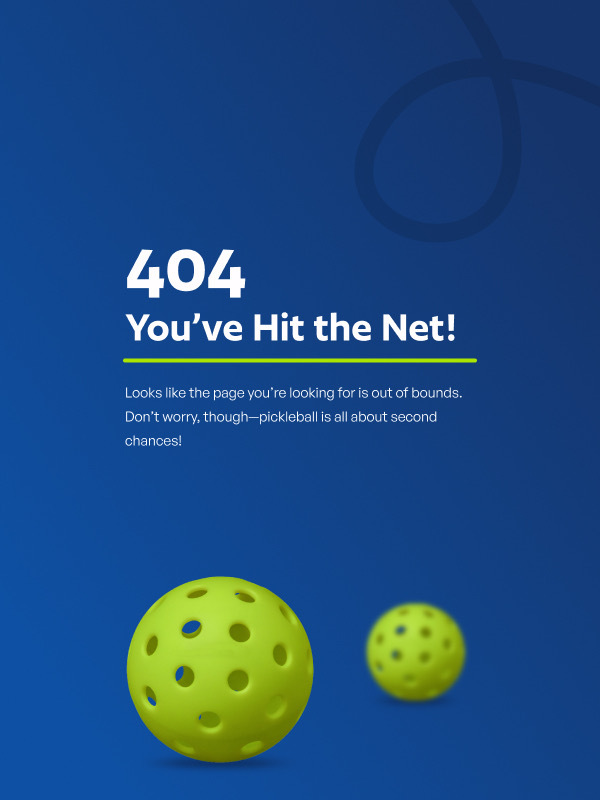 404
You’ve Hit the Net!
Looks like the page you’re looking for is out of bounds.
Don’t worry, though—pickleball is all about second
chances!